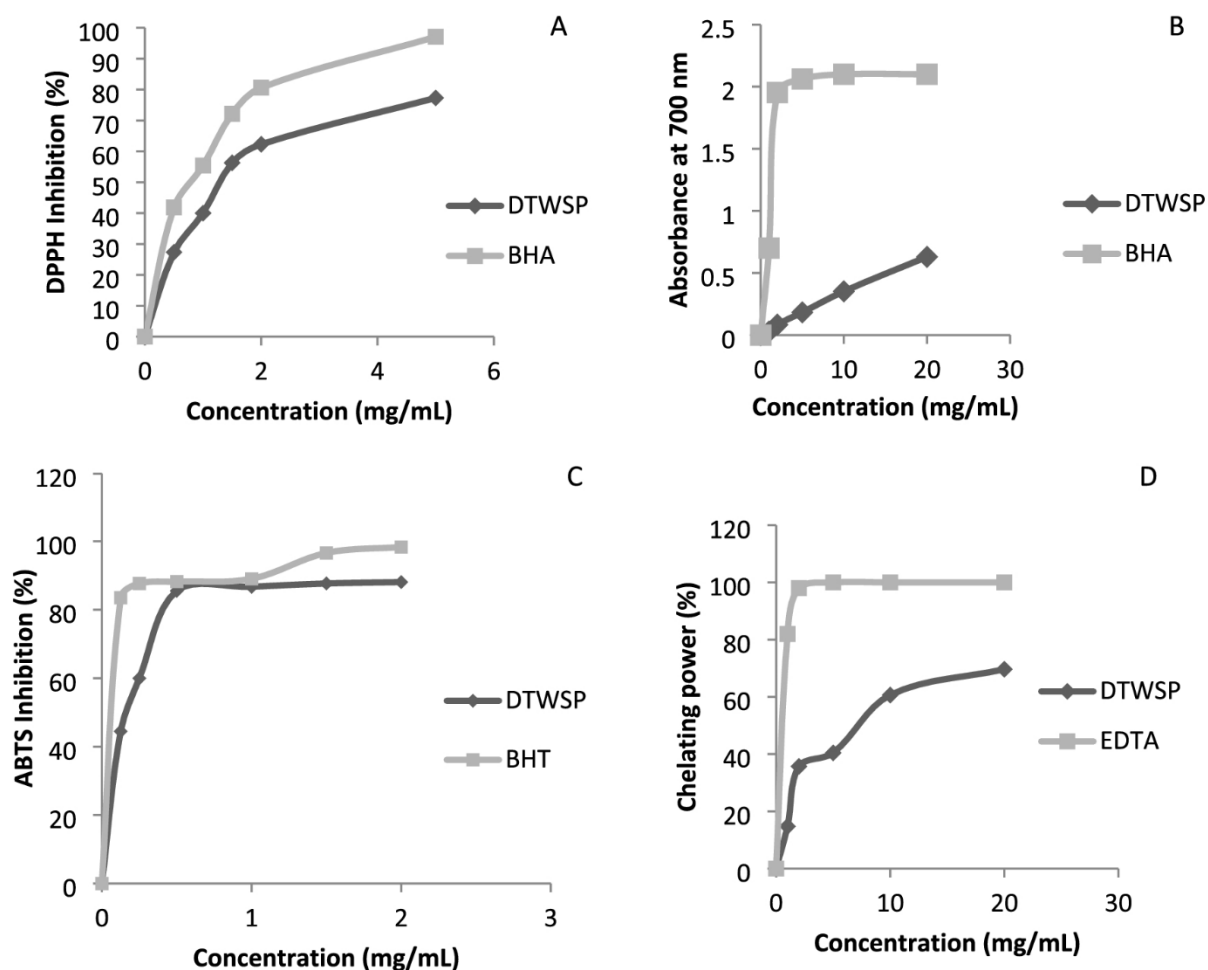 A
DPPH Inhibition (%)
100
90
80
70
60
50
40
30
20
10
0
0 2 4 6
Concentration (mg/mL)
DTWSP
BHA
B
Absorbance at 700 nm
2.5
2
1.5
1
0.5
0
0 10 20 30
Concentration (mg/mL)
DTWSP
BHA
C
ABTS Inhibition (%)
120
100
80
60
40
20
0
0 1 2 3
Concentration (mg/mL)
DTWSP
BHT
D
Chelating power (%)
120
100
80
60
40
20
0
0 10 20 30
Concentration (mg/mL)
DTWSP
EDTA